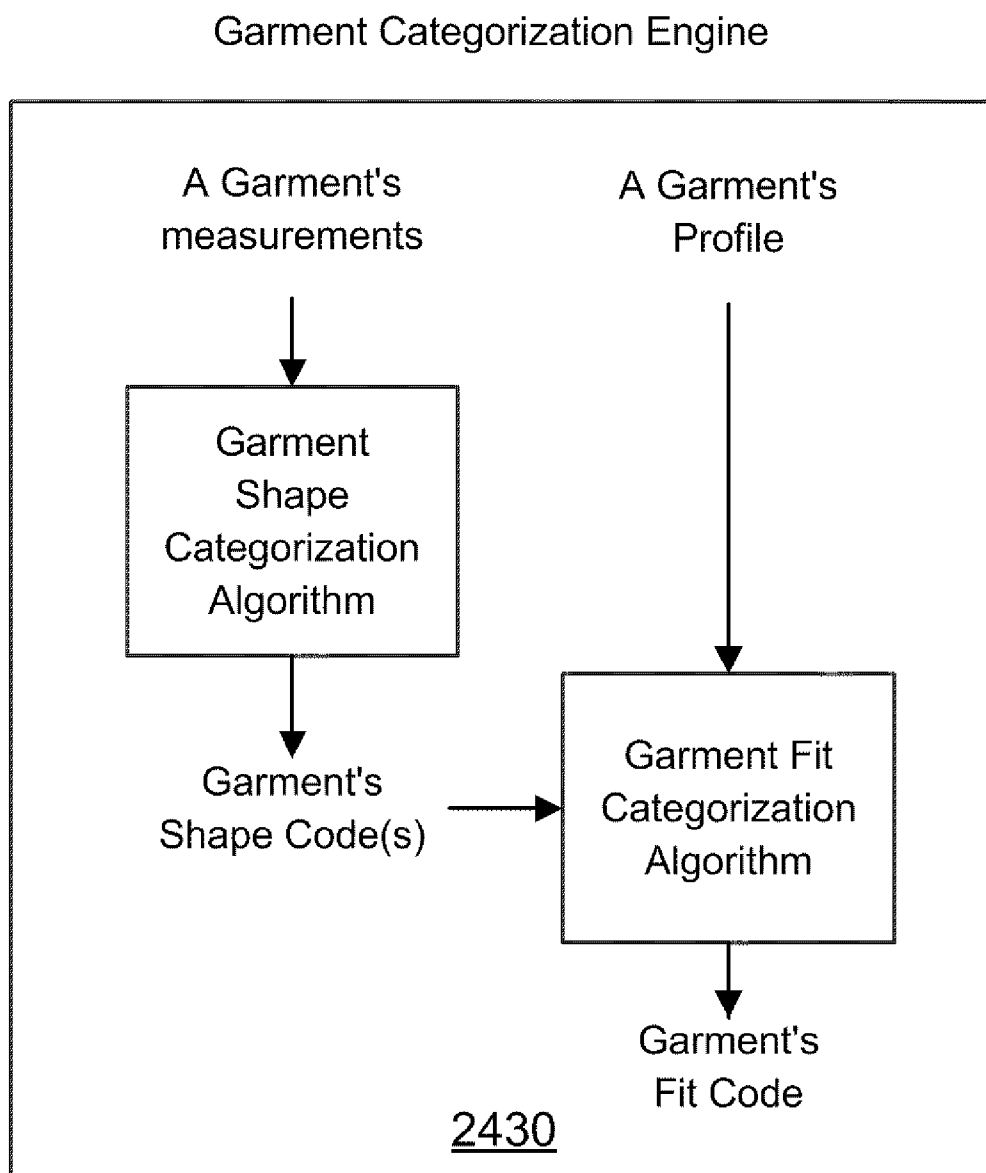 Garment Categorization Engine
A Garment's
measurements
A Garment's
Profile
Garment
Shape
Categorization
Algorithm
Garment's
Shape Code(s)
Garment Fit
Categorization
Algorithm
Garment's
Fit Code
2430